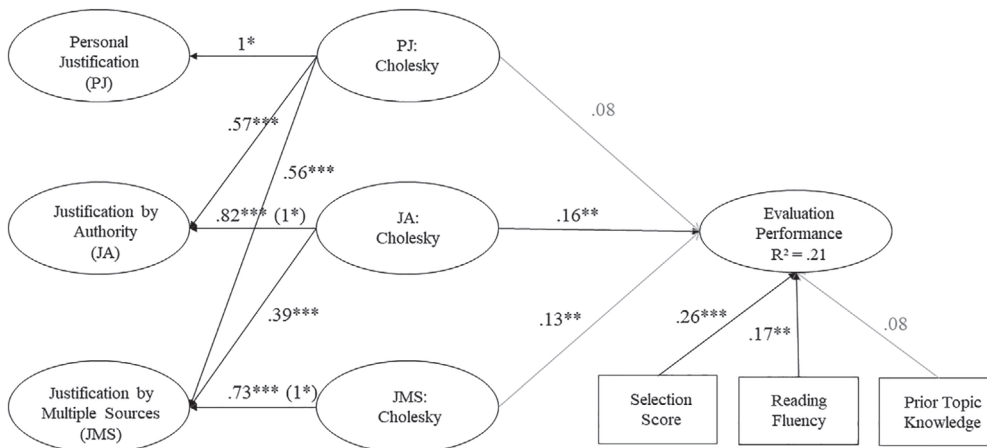 Personal
Justification
(PJ)
1*
PJ:
Cholesky
.57***
.56***
.08
Justification by
Authority
(JA)
.82*** (1*)
JA:
Cholesky
.16**
Evaluation
Performance
R² = .21
.39***
.13**
.26***
.17**
.08
Justification by
Multiple Sources
(JMS)
.73*** (1*)
JMS:
Cholesky
Selection
Score
Reading
Fluency
Prior Topic
Knowledge